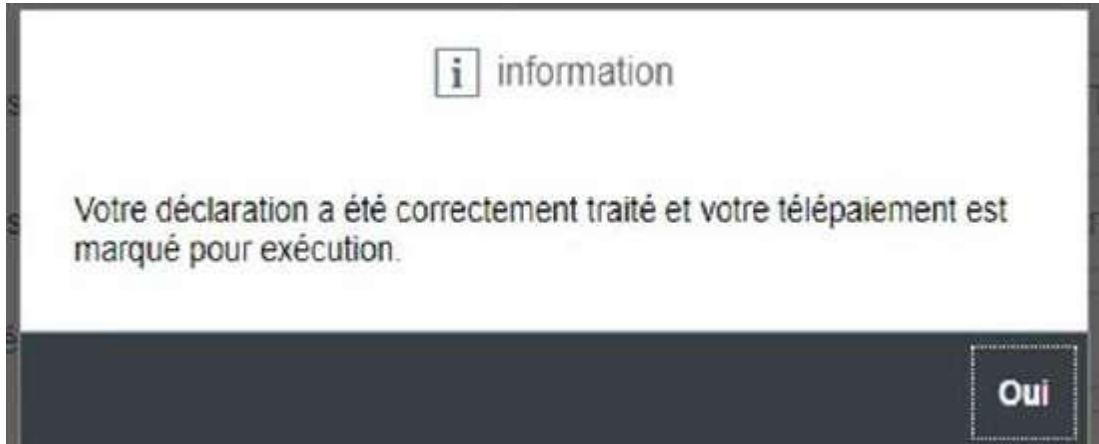 i information
Votre déclaration a été correctement traité et votre télépaiement est
marqué pour exécution.
Oui